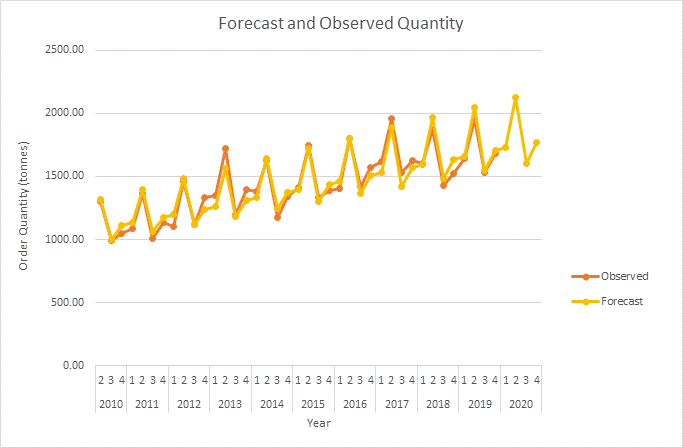 Forecast and Observed Quantity
2500.00
2000.00
1500.00
1000.00
500.00
0.00
Order Quantity (tonnes)
Observed
Forecast
2 3 4 1 2 3 4 1 2 3 4 1 2 3 4 1 2 3 4 1 2 3 4 1 2 3 4 1 2 3 4 1 2 3 4 1 2 3 4 1 2 3 4
2010 2011 2012 2013 2014 2015 2016 2017 2018 2019 2020
Year